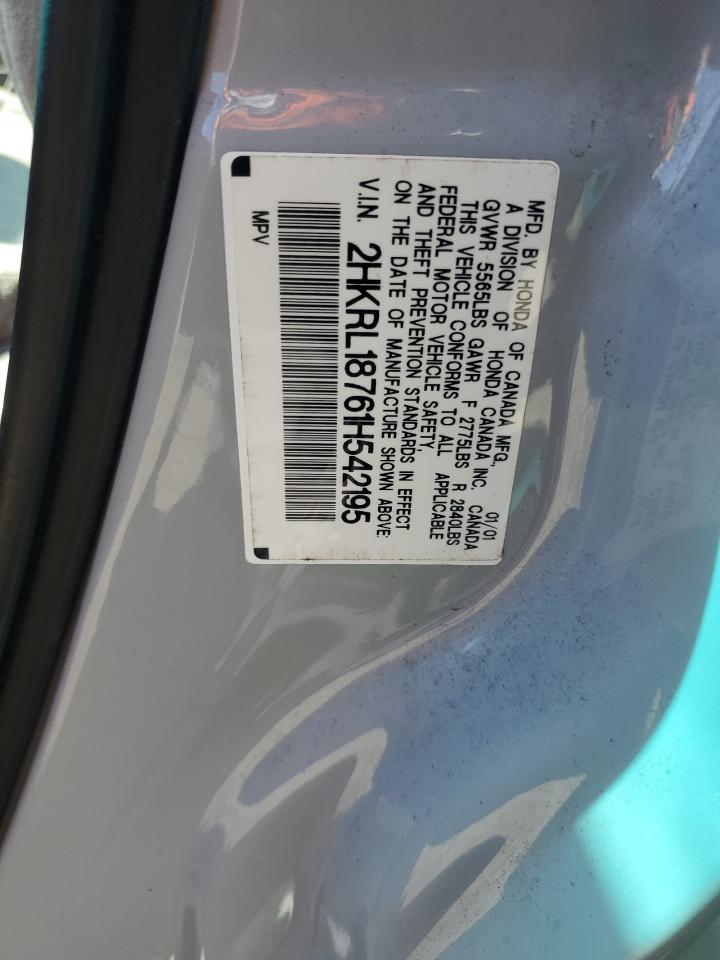 MFD. BY HONDA OF CANADA MFG., 01/01
A DIVISION OF HONDA CANADA INC. CANADA
GVWR 5565LBS GAWR F 2775LBS R 2840LBS
THIS VEHICLE CONFORMS TO ALL APPLICABLE
FEDERAL MOTOR VEHICLE SAFETY
AND THEFT PREVENTION STANDARDS IN EFFECT
ON THE DATE OF MANUFACTURE SHOWN ABOVE:
V.I.N. 2HKRL18761H542195
MPV